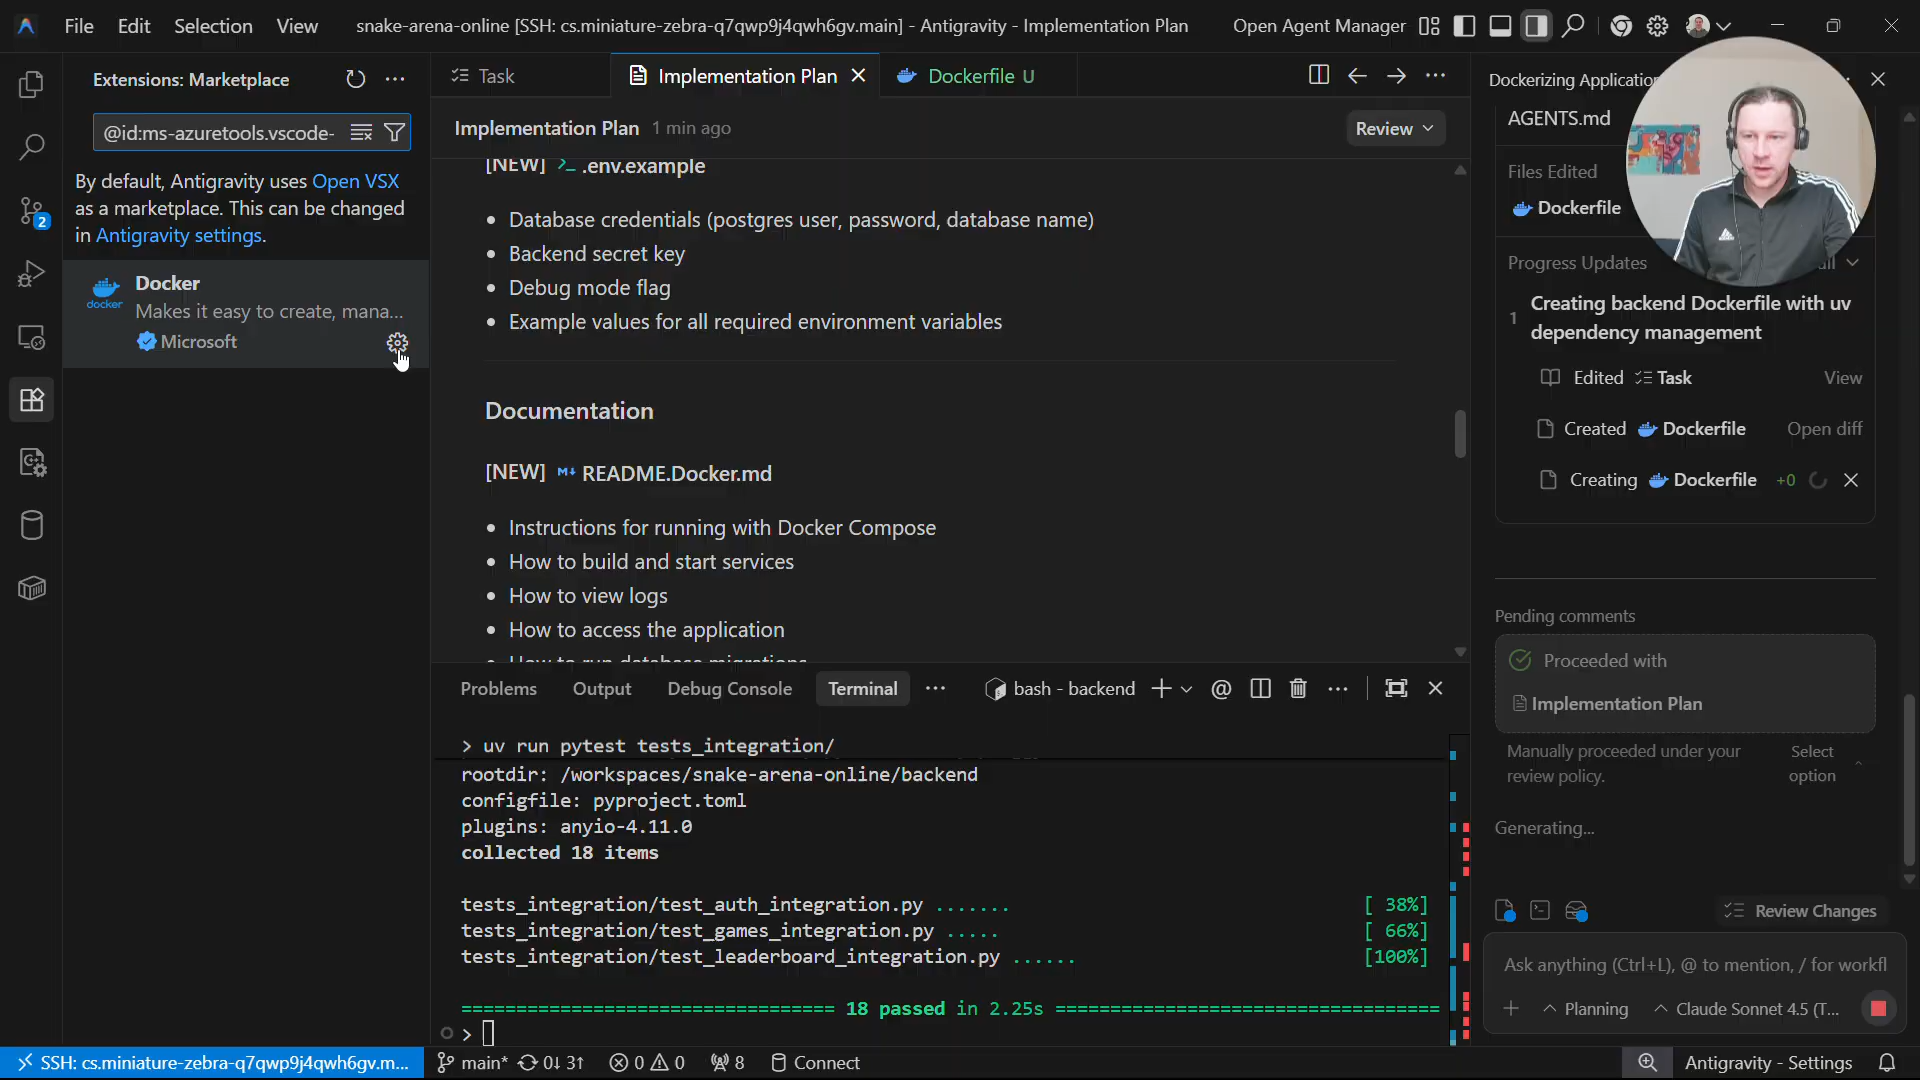 File Edit Selection View
snake-arena-online [SSH: cs.miniature-zebra-q7qwp9j4qwh6gv.main] - Antigravity - Implementation Plan
Open Agent Manager
Extensions: Marketplace
@id:ms-azuretools.vscode-
By default, Antigravity uses Open VSX
as a marketplace. This can be changed
in Antigravity settings.
Docker
Makes it easy to create, mana...
Microsoft
docker
2
Task
Implementation Plan
Dockerfile U
Implementation Plan 1 min ago
Review
[NEW] .env.example
• Database credentials (postgres user, password, database name)
• Backend secret key
• Debug mode flag
• Example values for all required environment variables
Documentation
[NEW] M↓ README.Docker.md
• Instructions for running with Docker Compose
• How to build and start services
• How to view logs
• How to access the application
• How to run database migrations
Problems Output Debug Console Terminal
bash - backend
> uv run pytest tests_integration/
rootdir: /workspaces/snake-arena-online/backend
configfile: pyproject.toml
plugins: anyio-4.11.0
collected 18 items
tests_integration/test_auth_integration.py ....... [ 38%]
tests_integration/test_games_integration.py ..... [ 66%]
tests_integration/test_leaderboard_integration.py ...... [100%]
================================== 18 passed in 2.25s ===================================
>
Dockerizing Applicatio
AGENTS.md
Files Edited
Dockerfile
Progress Updates
all
1 Creating backend Dockerfile with uv
dependency management
Edited Task View
Created Dockerfile Open diff
Creating Dockerfile +0
Pending comments
Proceeded with
Implementation Plan
Manually proceeded under your
review policy.
Select
option
Generating...
Review Changes
Ask anything (Ctrl+L), @ to mention, / for workfl
Planning
Claude Sonnet 4.5 (T...
SSH: cs.miniature-zebra-q7qwp9j4qwh6gv.m...
main* 0↓ 3↑ 0 0 8 Connect
Antigravity - Settings